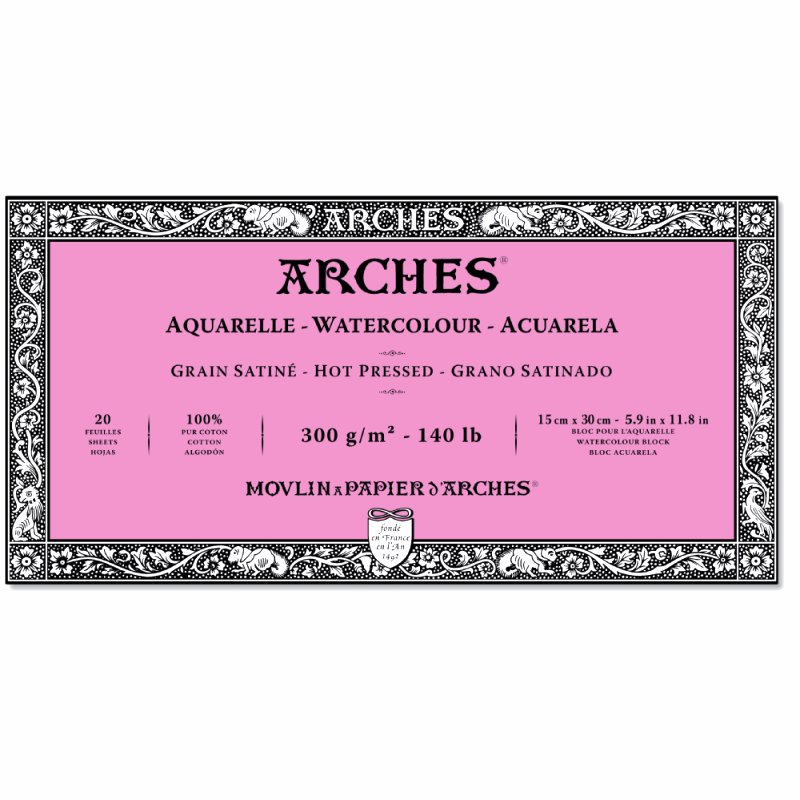 ARCHES
ARCHES®
AQUARELLE - WATERCOLOUR - ACUARELA
GRAIN SATINÉ - HOT PRESSED - GRANO SATINADO
20
FEUILLES
SHEETS
HOJAS
100%
PUR COTON
COTTON
ALGODÓN
300 g/m² - 140 lb
15 cm x 30 cm - 5.9 in x 11.8 in
BLOC POUR L'AQUARELLE
WATERCOLOUR BLOCK
BLOC ACUARELA
MOVLIN A PAPIER D'ARCHES®
fondé
en France
en l'An
1492